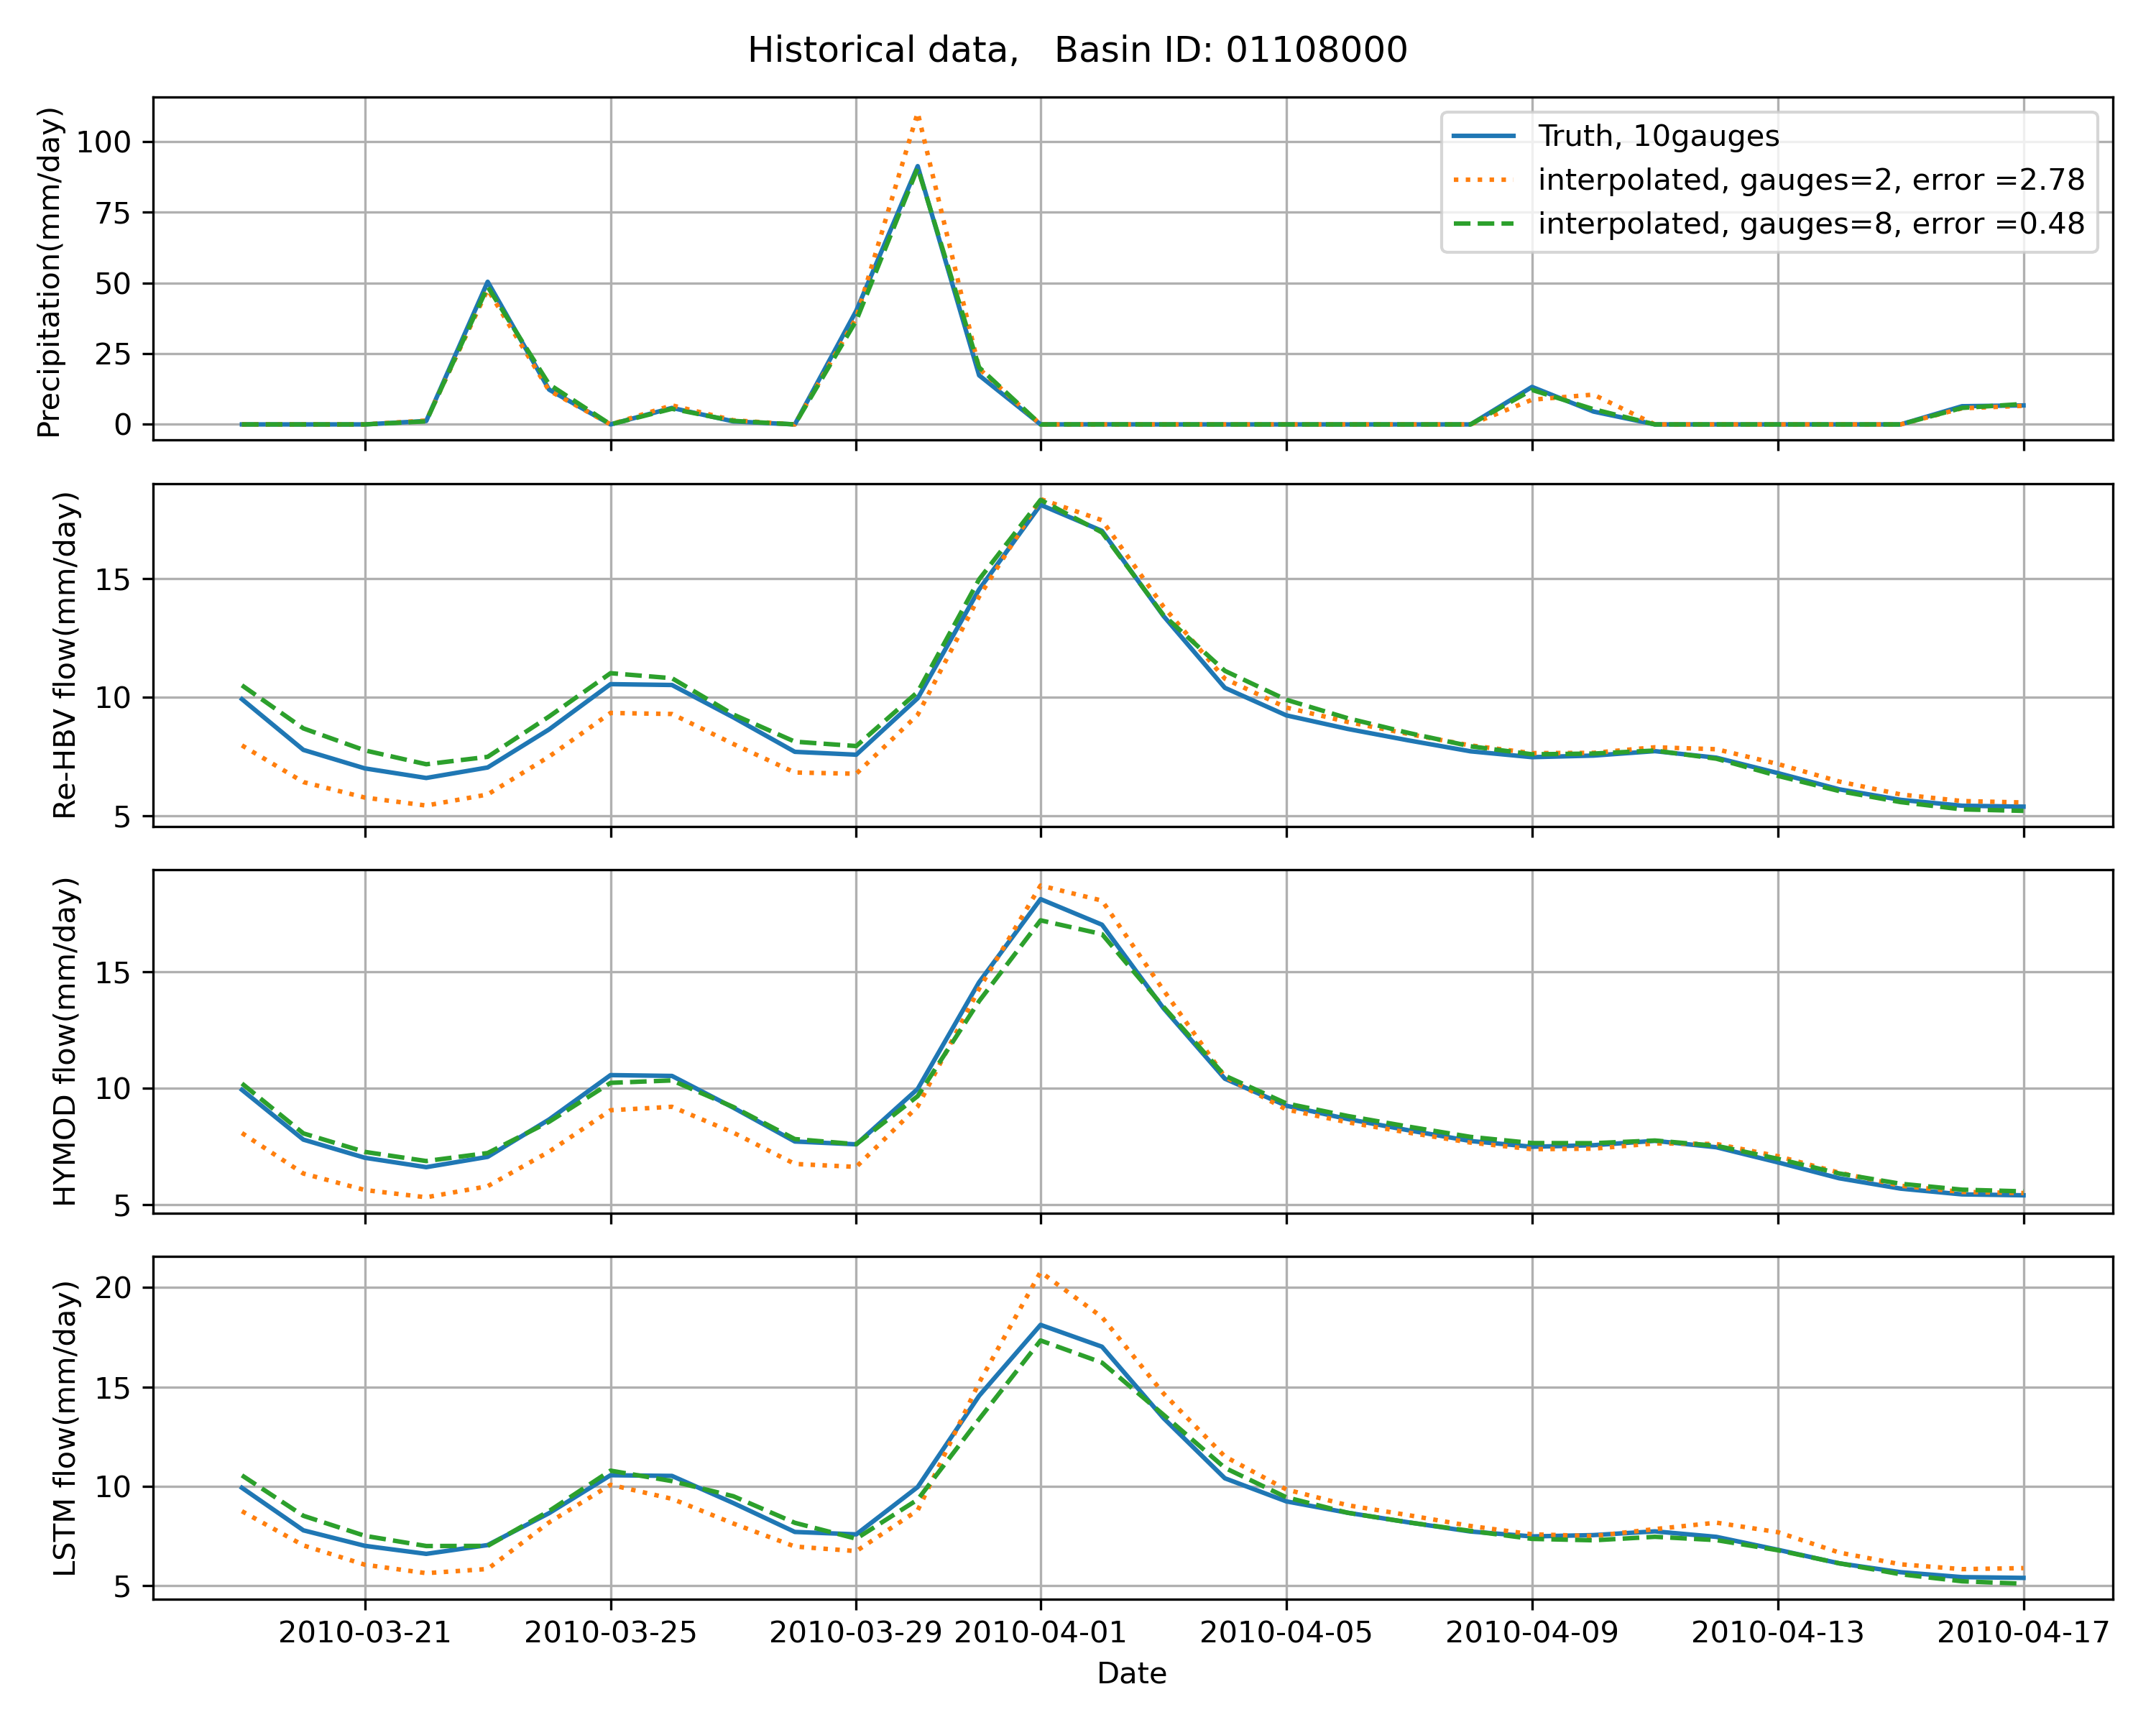 Historical data,   Basin ID: 01108000
Precipitation(mm/day)
100
75
50
25
0
Truth, 10gauges
interpolated, gauges=2, error =2.78
interpolated, gauges=8, error =0.48
Re-HBV flow(mm/day)
15
10
5
HYMOD flow(mm/day)
15
10
5
LSTM flow(mm/day)
20
15
10
5
2010-03-21 2010-03-25 2010-03-29 2010-04-01 2010-04-05 2010-04-09 2010-04-13 2010-04-17
Date